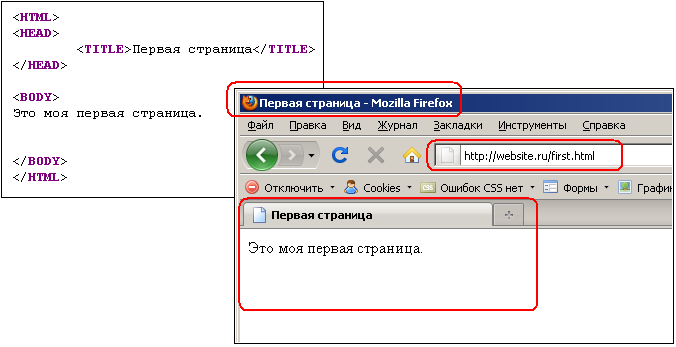 <HTML>
<HEAD>
<TITLE>Первая страница</TITLE>
</HEAD>
<BODY>
Это моя первая страница.
</BODY>
</HTML>
Первая страница - Mozilla Firefox
Файл Правка Вид Журнал Закладки Инструменты Справка
http://website.ru/first.html
Отключить Cookies CSS Ошибок CSS нет Формы Графи
Первая страница
Это моя первая страница.